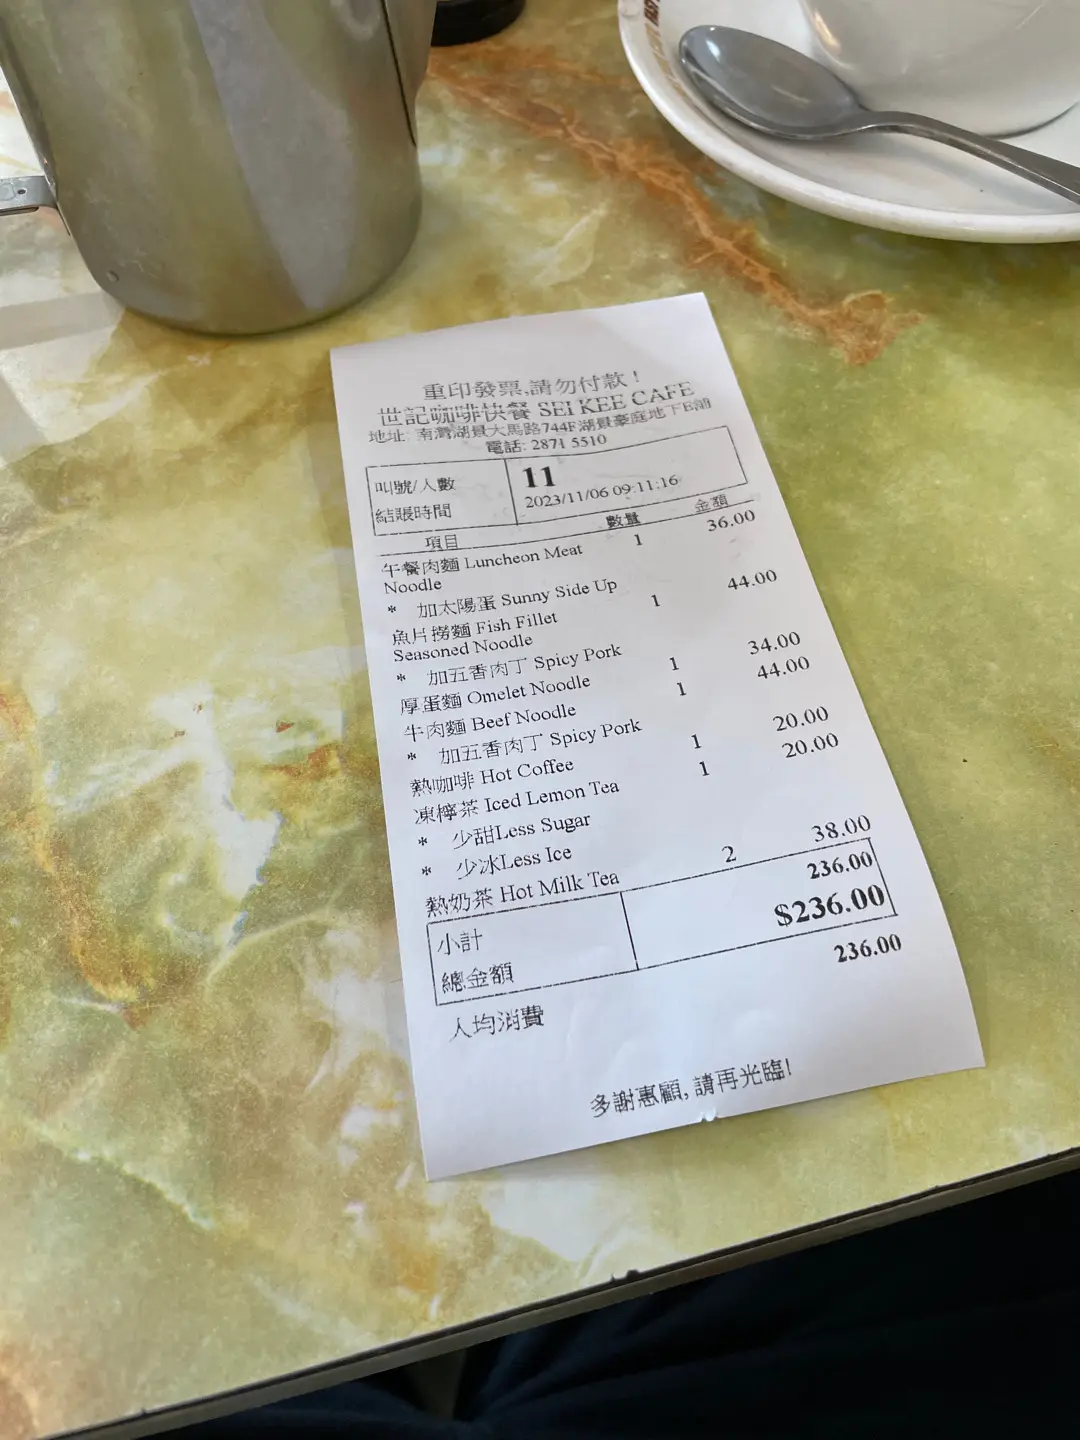 重印發票,請勿付款!
世記咖啡快餐 SEI KEE CAFE
地址: 南灣湖景大馬路744F湖景豪庭地下E舖
電話: 2871 5510
叫號/人數 11
結賬時間 2023/11/06 09:11:16
項目 數量 金額
午餐肉麵 Luncheon Meat 1 36.00
Noodle
* 加太陽蛋 Sunny Side Up
魚片撈麵 Fish Fillet 1 44.00
Seasoned Noodle
* 加五香肉丁 Spicy Pork
厚蛋麵 Omelet Noodle 1 34.00
牛肉麵 Beef Noodle 1 44.00
* 加五香肉丁 Spicy Pork
熱咖啡 Hot Coffee 1 20.00
凍檸茶 Iced Lemon Tea 1 20.00
* 少甜Less Sugar
* 少冰Less Ice
熱奶茶 Hot Milk Tea 2 38.00
小計 236.00
總金額 $236.00
人均消費 236.00
多謝惠顧, 請再光臨!